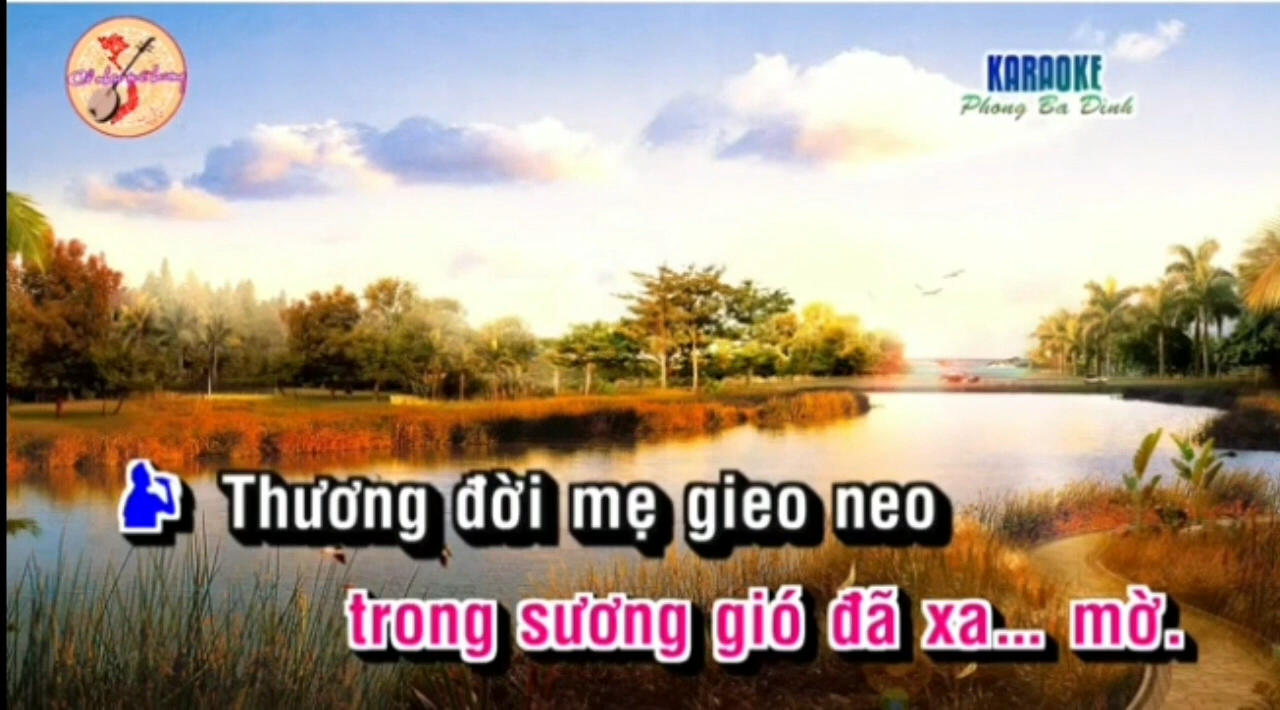 KARAOKE
Phong Ba Dinh
Thương đời mẹ gieo neo
trong sương gió đã xa... mờ.